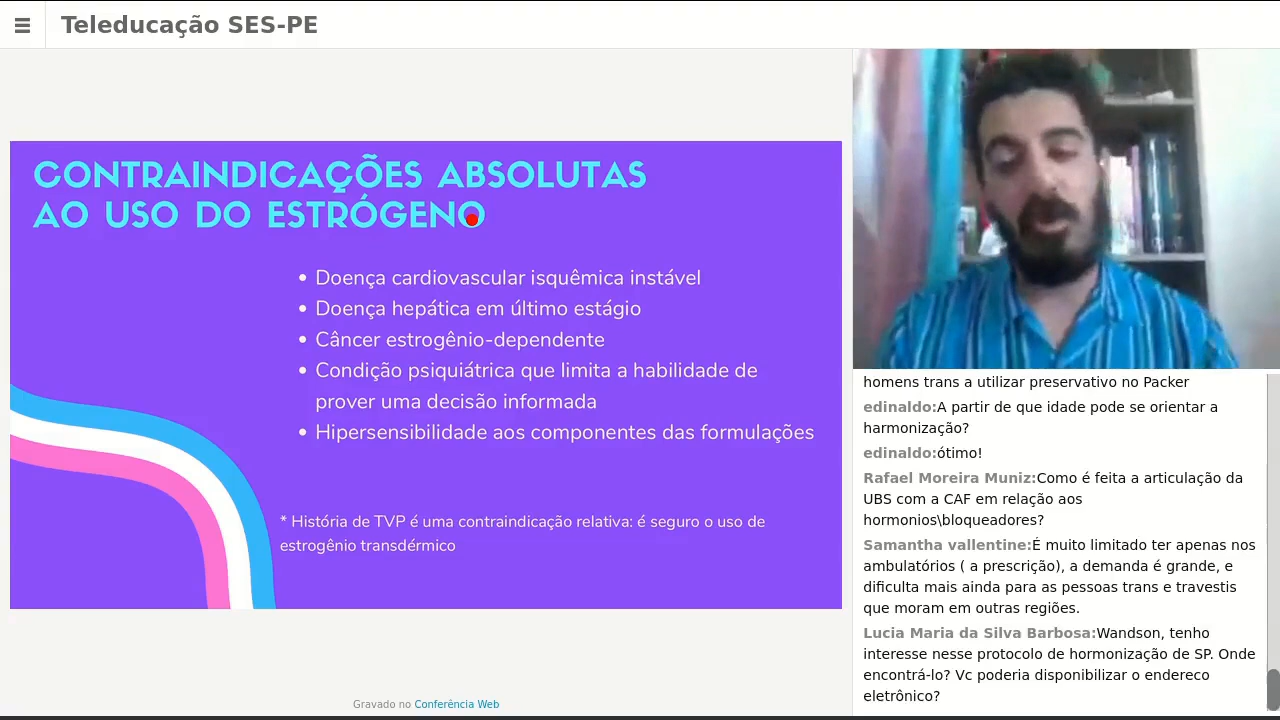 Teleducação SES-PE
CONTRAINDICAÇÕES ABSOLUTAS
AO USO DO ESTRÓGENO
• Doença cardiovascular isquêmica instável
• Doença hepática em último estágio
• Câncer estrogênio-dependente
• Condição psiquiátrica que limita a habilidade de
prover uma decisão informada
• Hipersensibilidade aos componentes das formulações
* História de TVP é uma contraindicação relativa: é seguro o uso de
estrogênio transdérmico
Gravado no Conferência Web
homens trans a utilizar preservativo no Packer
edinaldo:A partir de que idade pode se orientar a
harmonização?
edinaldo:ótimo!
Rafael Moreira Muniz:Como é feita a articulação da
UBS com a CAF em relação aos
hormonios\bloqueadores?
Samantha vallentine:É muito limitado ter apenas nos
ambulatórios ( a prescrição), a demanda é grande, e
dificulta mais ainda para as pessoas trans e travestis
que moram em outras regiões.
Lucia Maria da Silva Barbosa:Wandson, tenho
interesse nesse protocolo de hormonização de SP. Onde
encontrá-lo? Vc poderia disponibilizar o endereco
eletrônico?